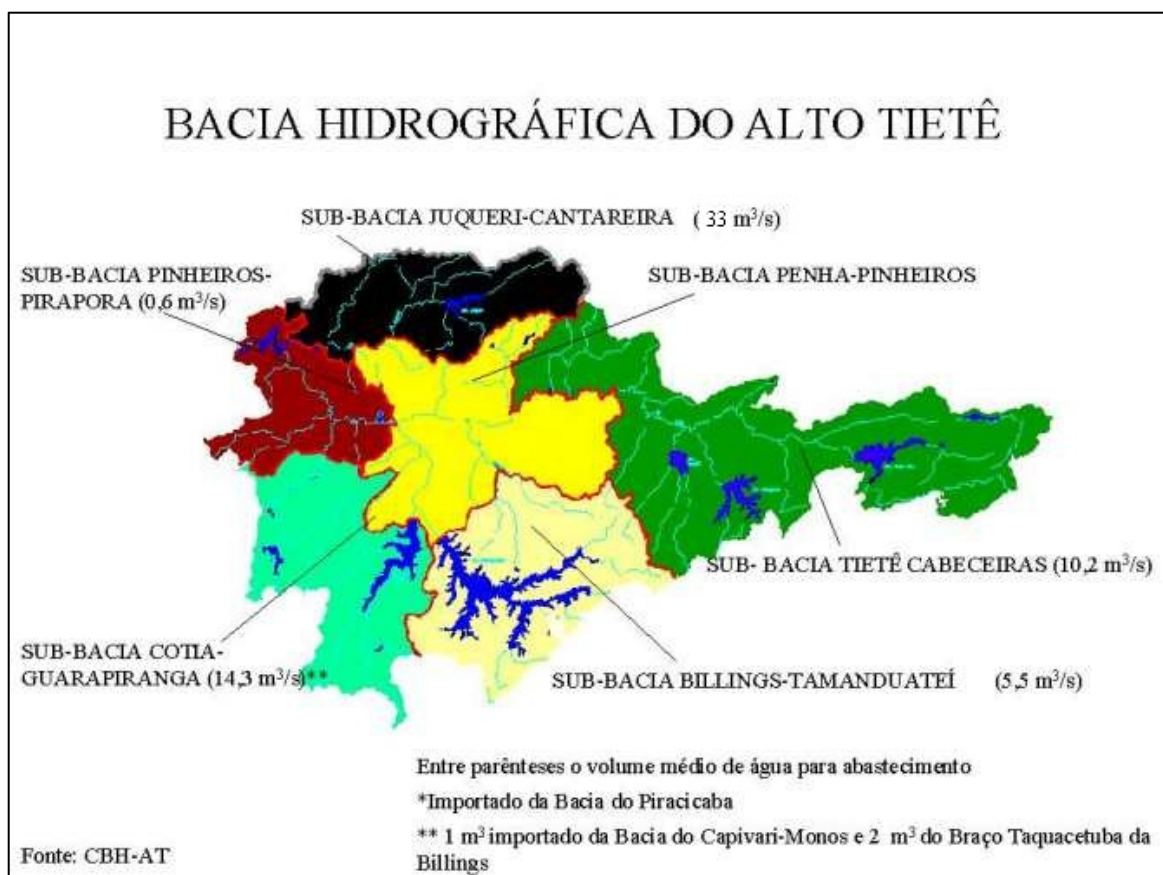 BACIA HIDROGRÁFICA DO ALTO TIETÊ
SUB-BACIA JUQUERI-CANTAREIRA ( 33 m³/s)
SUB-BACIA PINHEIROS-
PIRAPORA (0,6 m³/s)
SUB-BACIA PENHA-PINHEIROS
SUB- BACIA TIETÊ CABECEIRAS (10,2 m³/s)
SUB-BACIA COTIA-
GUARAPIRANGA (14,3 m³/s)**
SUB-BACIA BILLINGS-TAMANDUATEÍ (5,5 m³/s)
Entre parênteses o volume médio de água para abastecimento
*Importado da Bacia do Piracicaba
** 1 m³ importado da Bacia do Capivari-Monos e 2 m³ do Braço Taquacetuba da
Billings
Fonte: CBH-AT